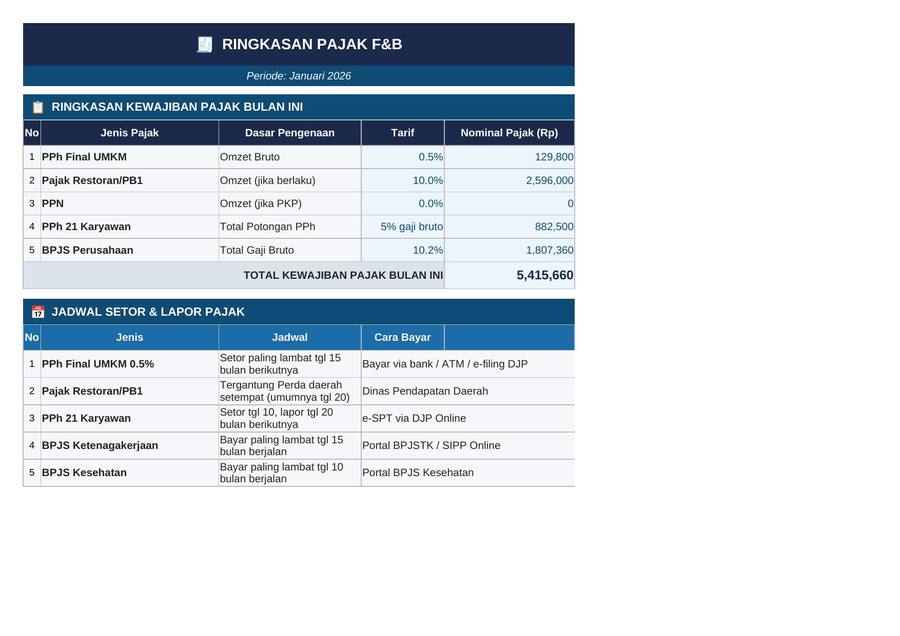 RINGKASAN PAJAK F&B
Periode: Januari 2026
RINGKASAN KEWAJIBAN PAJAK BULAN INI
No Jenis Pajak Dasar Pengenaan Tarif Nominal Pajak (Rp)
1 PPh Final UMKM Omzet Bruto 0.5% 129,800
2 Pajak Restoran/PB1 Omzet (jika berlaku) 10.0% 2,596,000
3 PPN Omzet (jika PKP) 0.0% 0
4 PPh 21 Karyawan Total Potongan PPh 5% gaji bruto 882,500
5 BPJS Perusahaan Total Gaji Bruto 10.2% 1,807,360
TOTAL KEWAJIBAN PAJAK BULAN INI 5,415,660
JADWAL SETOR & LAPOR PAJAK
No Jenis Jadwal Cara Bayar
1 PPh Final UMKM 0.5% Setor paling lambat tgl 15 bulan berikutnya Bayar via bank / ATM / e-filing DJP
2 Pajak Restoran/PB1 Tergantung Perda daerah setempat (umumnya tgl 20) Dinas Pendapatan Daerah
3 PPh 21 Karyawan Setor tgl 10, lapor tgl 20 bulan berikutnya e-SPT via DJP Online
4 BPJS Ketenagakerjaan Bayar paling lambat tgl 15 bulan berjalan Portal BPJSTK / SIPP Online
5 BPJS Kesehatan Bayar paling lambat tgl 10 bulan berjalan Portal BPJS Kesehatan